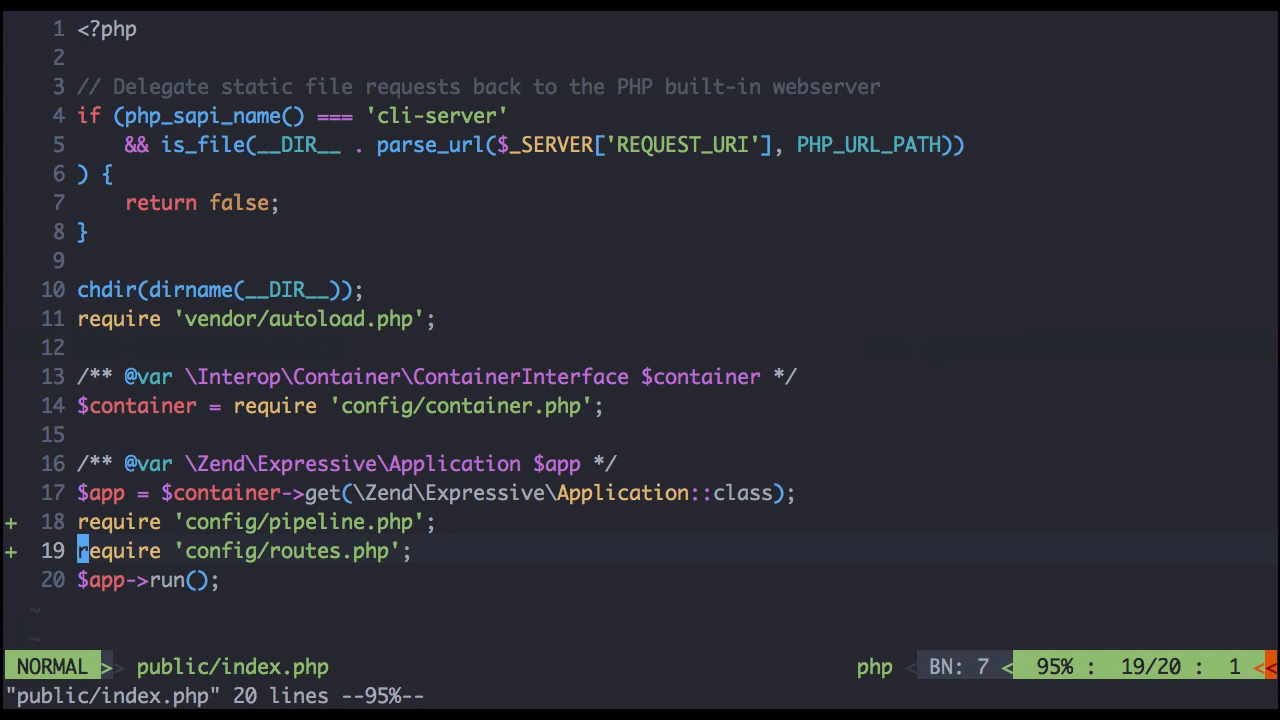 1 <?php
2
3 // Delegate static file requests back to the PHP built-in webserver
4 if (php_sapi_name() === 'cli-server'
5     && is_file(__DIR__ . parse_url($_SERVER['REQUEST_URI'], PHP_URL_PATH))
6 ) {
7     return false;
8 }
9
10 chdir(dirname(__DIR__));
11 require 'vendor/autoload.php';
12
13 /** @var \Interop\Container\ContainerInterface $container */
14 $container = require 'config/container.php';
15
16 /** @var \Zend\Expressive\Application $app */
17 $app = $container->get(\Zend\Expressive\Application::class);
+ 18 require 'config/pipeline.php';
+ 19 require 'config/routes.php';
20 $app->run();
~
~
NORMAL >> public/index.php php < BN: 7 < 95% : 19/20 : 1 <<
"public/index.php" 20 lines --95%--